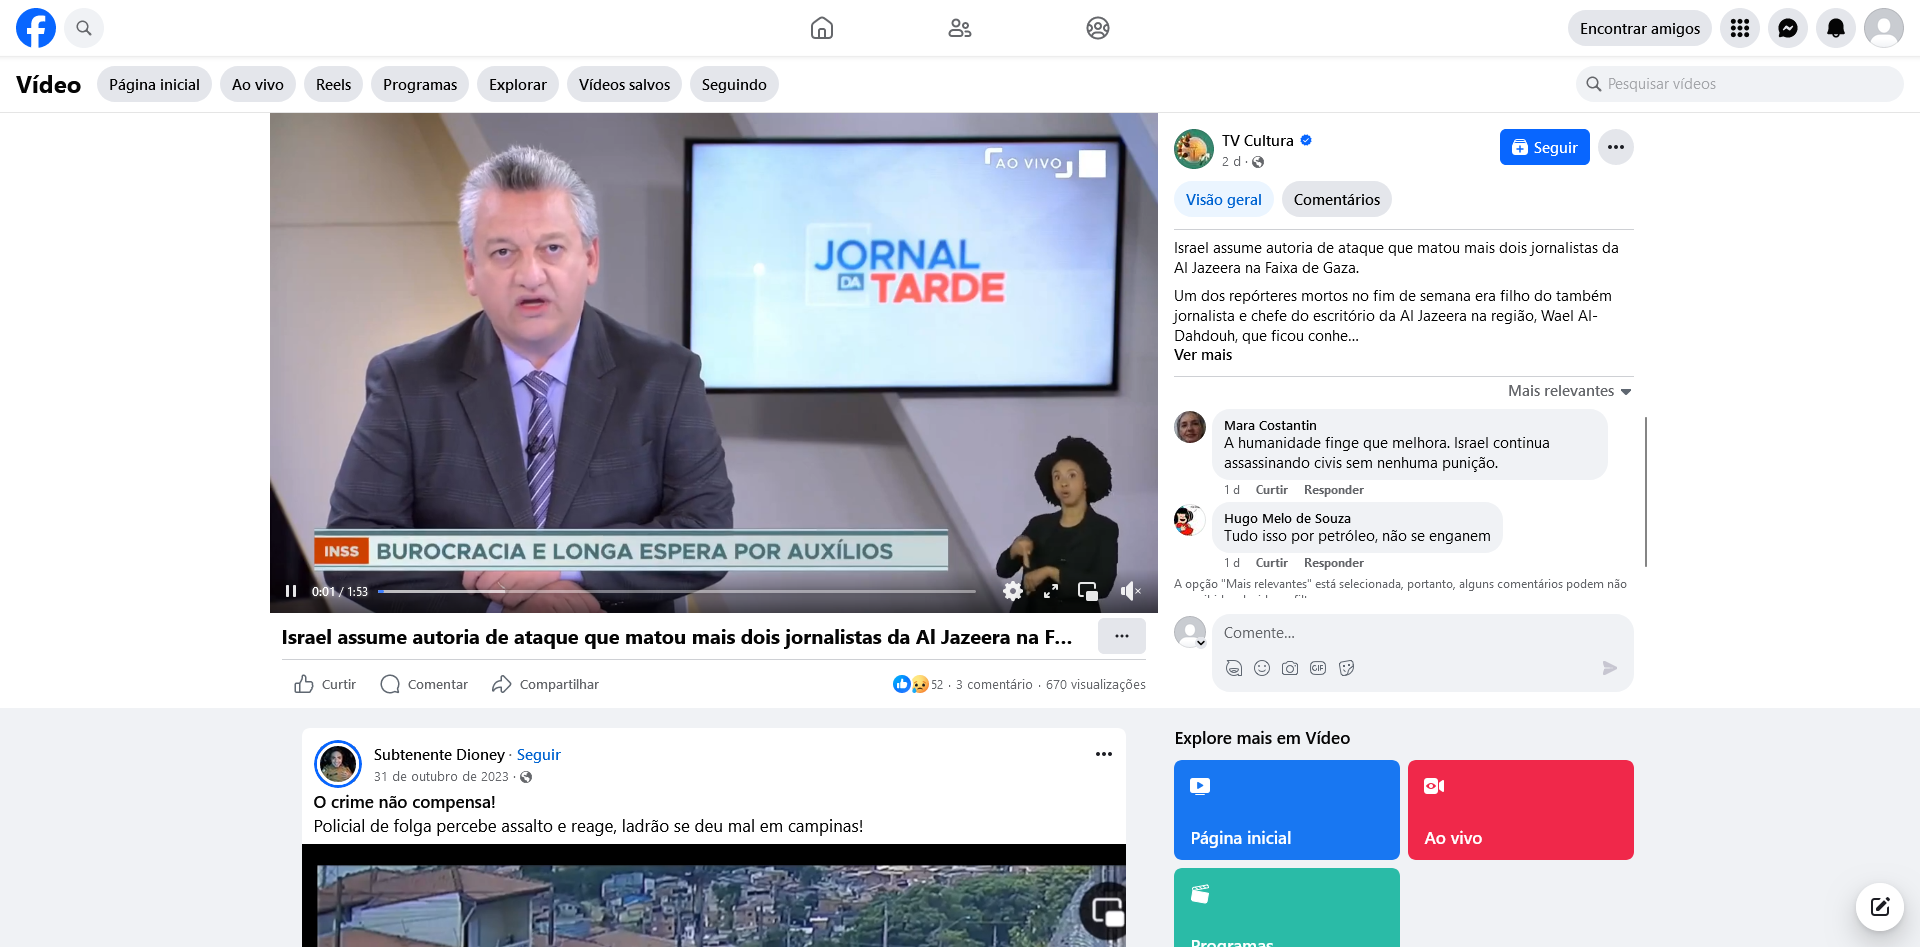 Encontrar amigos
Vídeo
Página inicial
Ao vivo
Reels
Programas
Explorar
Vídeos salvos
Seguindo
Pesquisar vídeos
AO VIVO
JORNAL
DA TARDE
INSS BUROCRACIA E LONGA ESPERA POR AUXÍLIOS
0:01 / 1:53
Israel assume autoria de ataque que matou mais dois jornalistas da Al Jazeera na F...
Curtir
Comentar
Compartilhar
52 · 3 comentário · 670 visualizações
TV Cultura
2 d ·
Seguir
Visão geral
Comentários
Israel assume autoria de ataque que matou mais dois jornalistas da
Al Jazeera na Faixa de Gaza.
Um dos repórteres mortos no fim de semana era filho do também
jornalista e chefe do escritório da Al Jazeera na região, Wael Al-
Dahdouh, que ficou conhe...
Ver mais
Mais relevantes
Mara Costantin
A humanidade finge que melhora. Israel continua
assassinando civis sem nenhuma punição.
1 d Curtir Responder
Hugo Melo de Souza
Tudo isso por petróleo, não se enganem
1 d Curtir Responder
A opção "Mais relevantes" está selecionada, portanto, alguns comentários podem não
Comente...
GIF
Subtenente Dioney · Seguir
31 de outubro de 2023 ·
O crime não compensa!
Policial de folga percebe assalto e reage, ladrão se deu mal em campinas!
Explore mais em Vídeo
Página inicial
Ao vivo
Programas